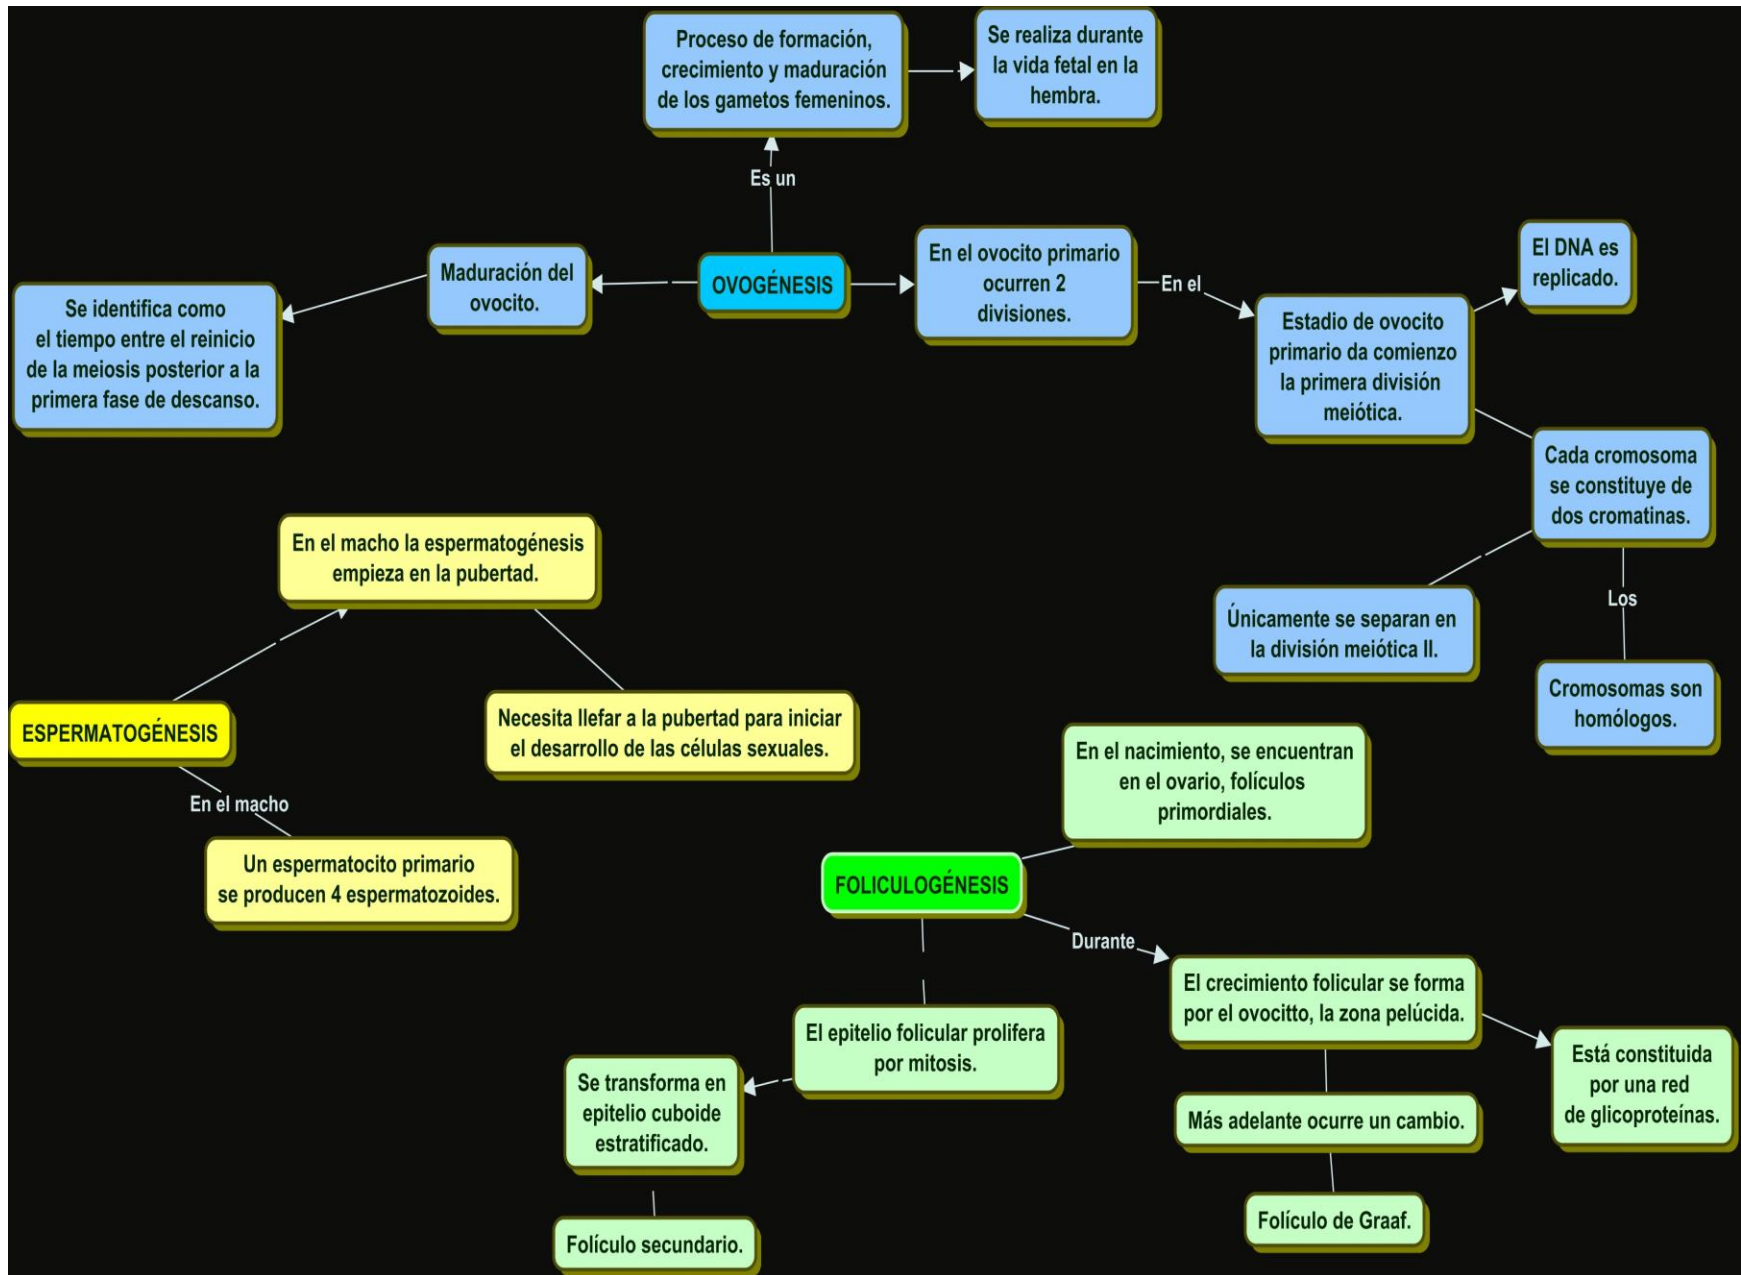 Proceso de formación,
crecimiento y maduración
de los gametos femeninos.
Se realiza durante
la vida fetal en la
hembra.
Es un
OVOGÉNESIS
Maduración del
ovocito.
Se identifica como
el tiempo entre el reinicio
de la meiosis posterior a la
primera fase de descanso.
En el ovocito primario
ocurren 2
divisiones.
En el
Estadio de ovocito
primario da comienzo
la primera división
meiótica.
El DNA es
replicado.
Cada cromosoma
se constituye de
dos cromatinas.
Únicamente se separan en
la división meiótica II.
Los
Cromosomas son
homólogos.
ESPERMATOGÉNESIS
En el macho la espermatogénesis
empieza en la pubertad.
Necesita llefar a la pubertad para iniciar
el desarrollo de las células sexuales.
En el macho
Un espermatocito primario
se producen 4 espermatozoides.
FOLICULOGÉNESIS
En el nacimiento, se encuentran
en el ovario, folículos
primordiales.
Durante
El crecimiento folicular se forma
por el ovocitto, la zona pelúcida.
Está constituida
por una red
de glicoproteínas.
Más adelante ocurre un cambio.
Folículo de Graaf.
El epitelio folicular prolifera
por mitosis.
Se transforma en
epitelio cuboide
estratificado.
Folículo secundario.